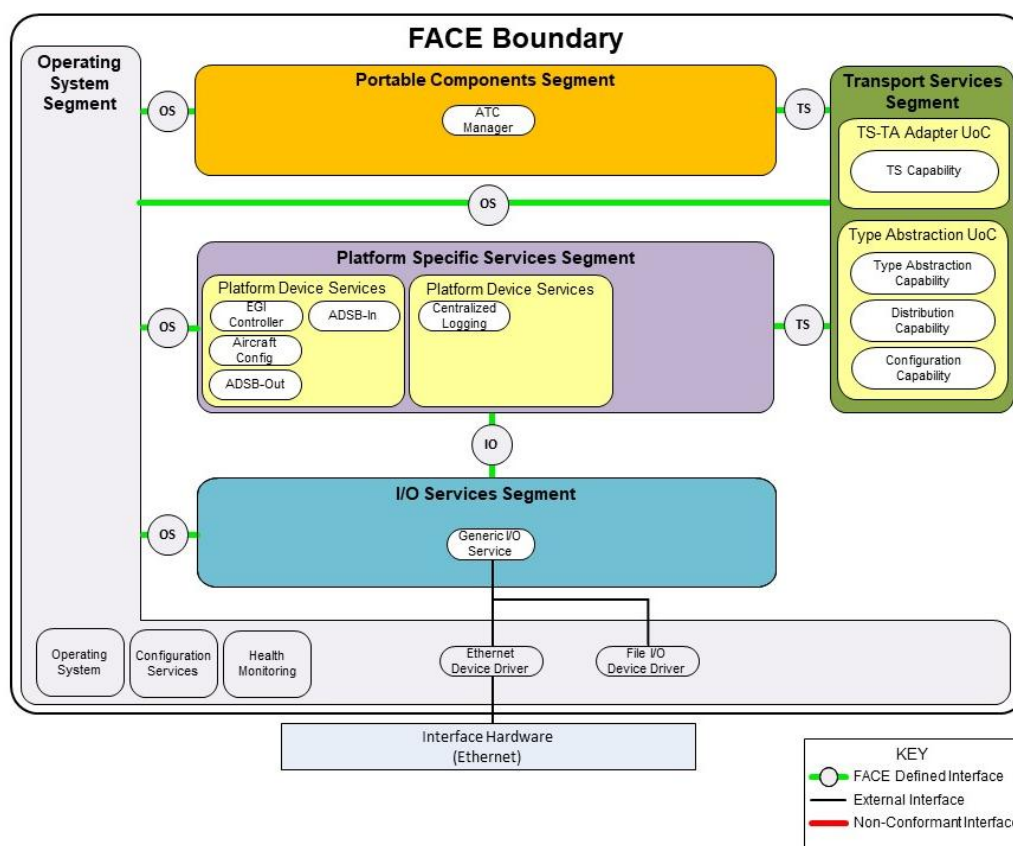 FACE Boundary
Operating
System
Segment
Portable Components Segment
ATC
Manager
Transport Services
Segment
TS-TA Adapter UoC
TS Capability
OS
TS
OS
Type Abstraction UoC
Type Abstraction
Capability
Distribution
Capability
Configuration
Capability
Platform Specific Services Segment
Platform Device Services
EGI
Controller
ADSB-In
Aircraft
Config
ADSB-Out
Platform Device Services
Centralized
Logging
OS
TS
IO
I/O Services Segment
Generic I/O
Service
OS
Operating
System
Configuration
Services
Health
Monitoring
Ethernet
Device Driver
File I/O
Device Driver
Interface Hardware
(Ethernet)
KEY
FACE Defined Interface
External Interface
Non-Conformant Interface